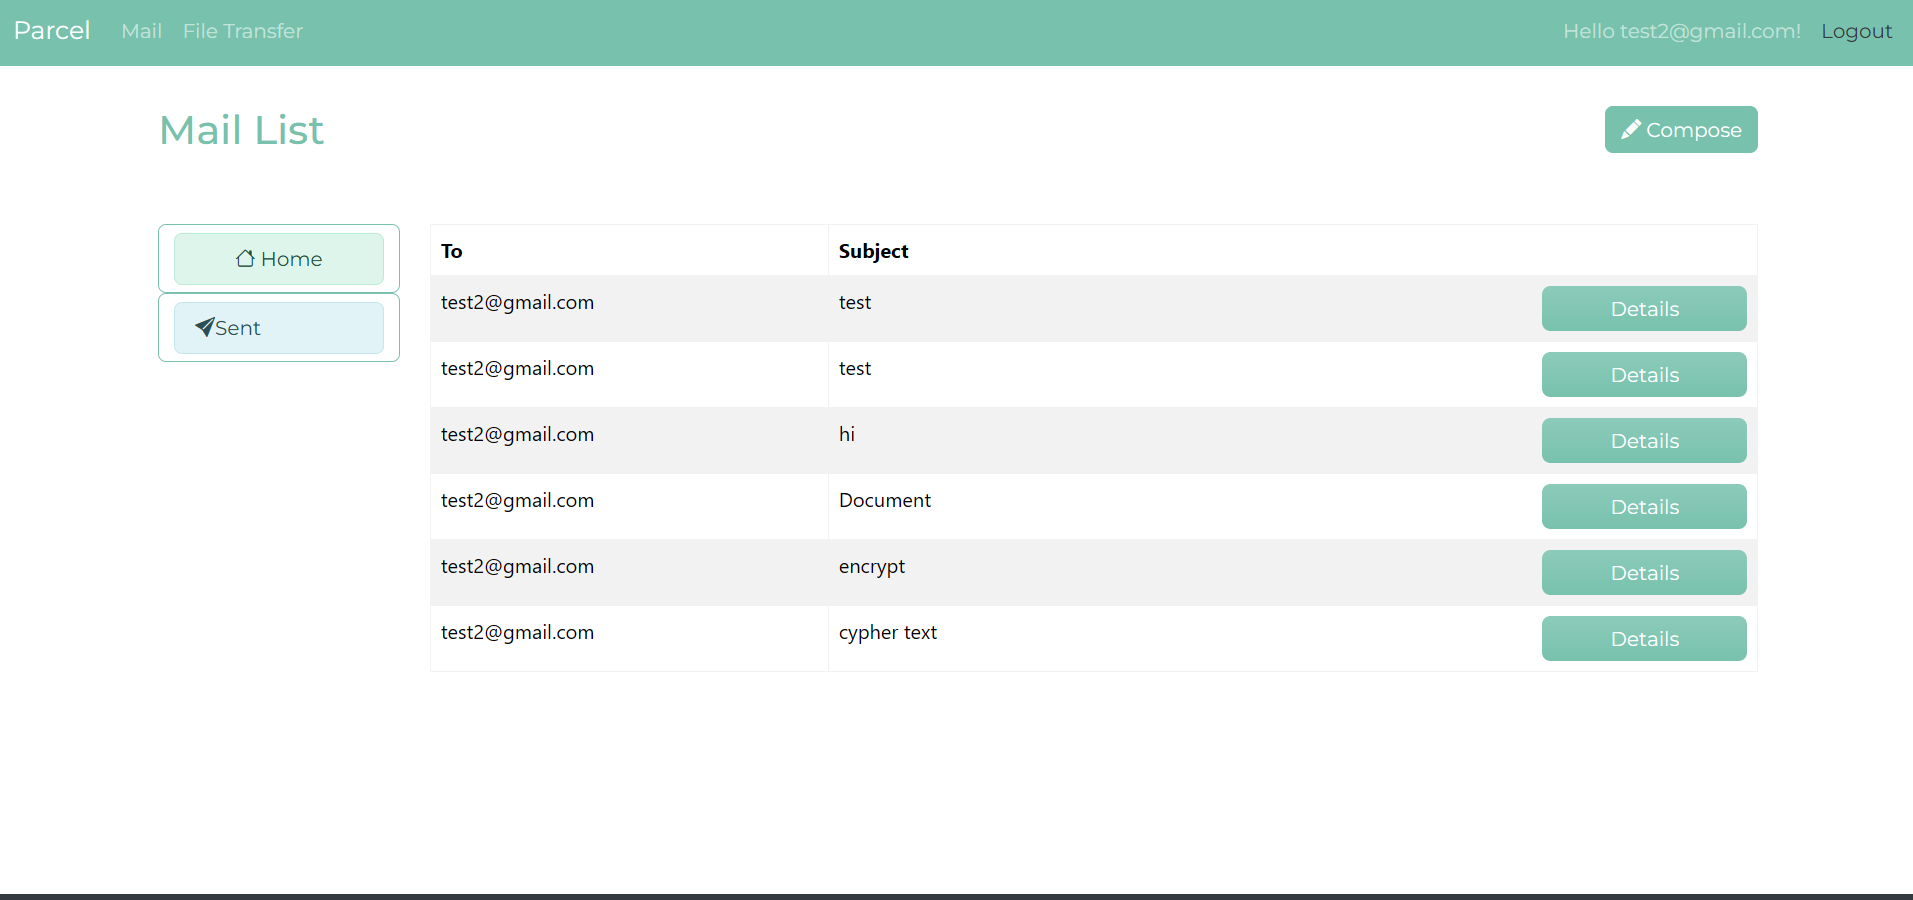 Parcel Mail File Transfer Hello test2@gmail.com! Logout
Mail List Compose
Home
Sent
To Subject
test2@gmail.com test Details
test2@gmail.com test Details
test2@gmail.com hi Details
test2@gmail.com Document Details
test2@gmail.com encrypt Details
test2@gmail.com cypher text Details